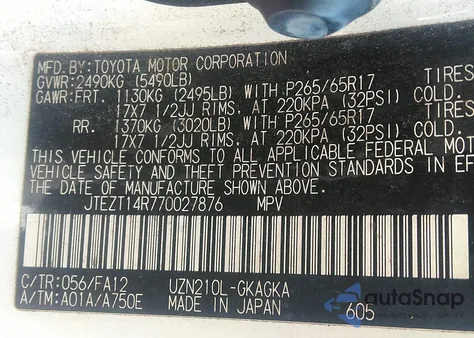 MFD.BY:TOYOTA MOTOR CORPORATION
GVWR:2490KG (5490LB)
GAWR:FRT. 1130KG (2495LB) WITH P265/65R17 TIRES
17X7 1/2JJ RIMS. AT 220KPA (32PSI) COLD.
RR. 1370KG (3020LB) WITH P265/65R17 TIRES
17X7 1/2JJ RIMS. AT 220KPA (32PSI) COLD.
THIS VEHICLE CONFORMS TO ALL APPLICABLE FEDERAL MOT
VEHICLE SAFETY AND THEFT PREVENTION STANDARDS IN EF
DATE OF MANUFACTURE SHOWN ABOVE.
JTEZT14R770027876 MPV
C/TR:056/FA12 UZN210L-GKAGKA
A/TM:A01A/A750E MADE IN JAPAN 605
autoSnap